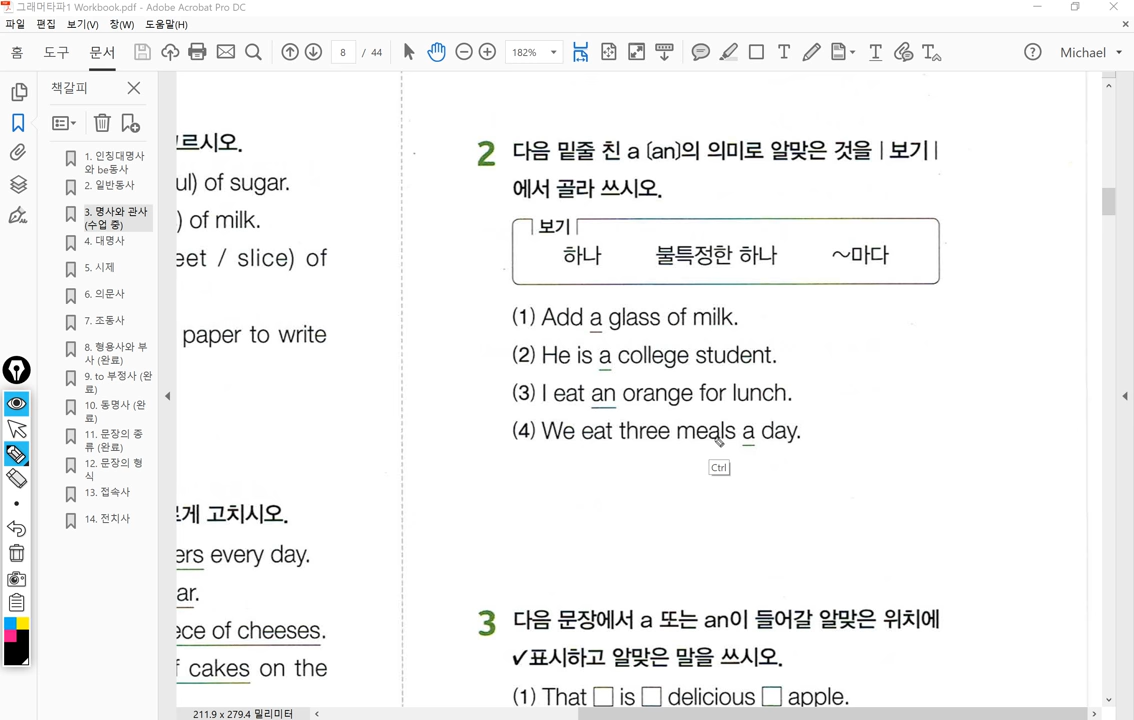 그래머타파1 Workbook.pdf - Adobe Acrobat Pro DC
파일 편집 보기(V) 창(W) 도움말(H)
홈 도구 문서 8 / 44 182% Michael
책갈피
1. 인칭대명사
와 be동사
2. 일반동사
3. 명사와 관사
(수업 중)
4. 대명사
5. 시제
6. 의문사
7. 조동사
8. 형용사와 부
사 (완료)
9. to 부정사 (완
료)
10. 동명사 (완
료)
11. 문장의 종
류 (완료)
12. 문장의 형
식
13. 접속사
14. 전치사
르시오.
ul) of sugar.
) of milk.
eet / slice) of
paper to write
게 고치시오.
ers every day.
ar.
ece of cheeses.
f cakes on the
2 다음 밑줄 친 a (an)의 의미로 알맞은 것을 | 보기 |
에서 골라 쓰시오.
보기
하나 불특정한 하나 ~마다
(1) Add a glass of milk.
(2) He is a college student.
(3) I eat an orange for lunch.
(4) We eat three meals a day.
Ctrl
3 다음 문장에서 a 또는 an이 들어갈 알맞은 위치에
✓표시하고 알맞은 말을 쓰시오.
(1) That □ is □ delicious □ apple.
211.9 x 279.4 밀리미터